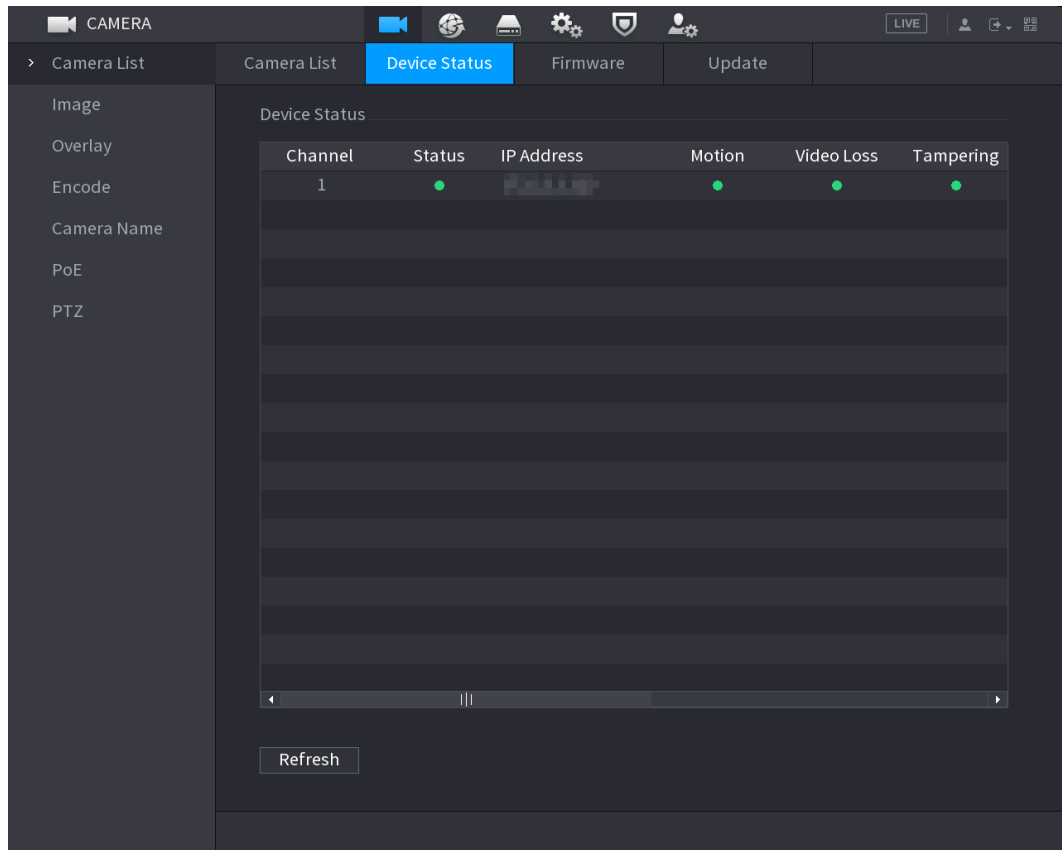 CAMERA LIVE
Camera List Camera List Device Status Firmware Update
Image
Device Status
Overlay
Channel Status IP Address Motion Video Loss Tampering
1
Encode
Camera Name
PoE
PTZ
Refresh